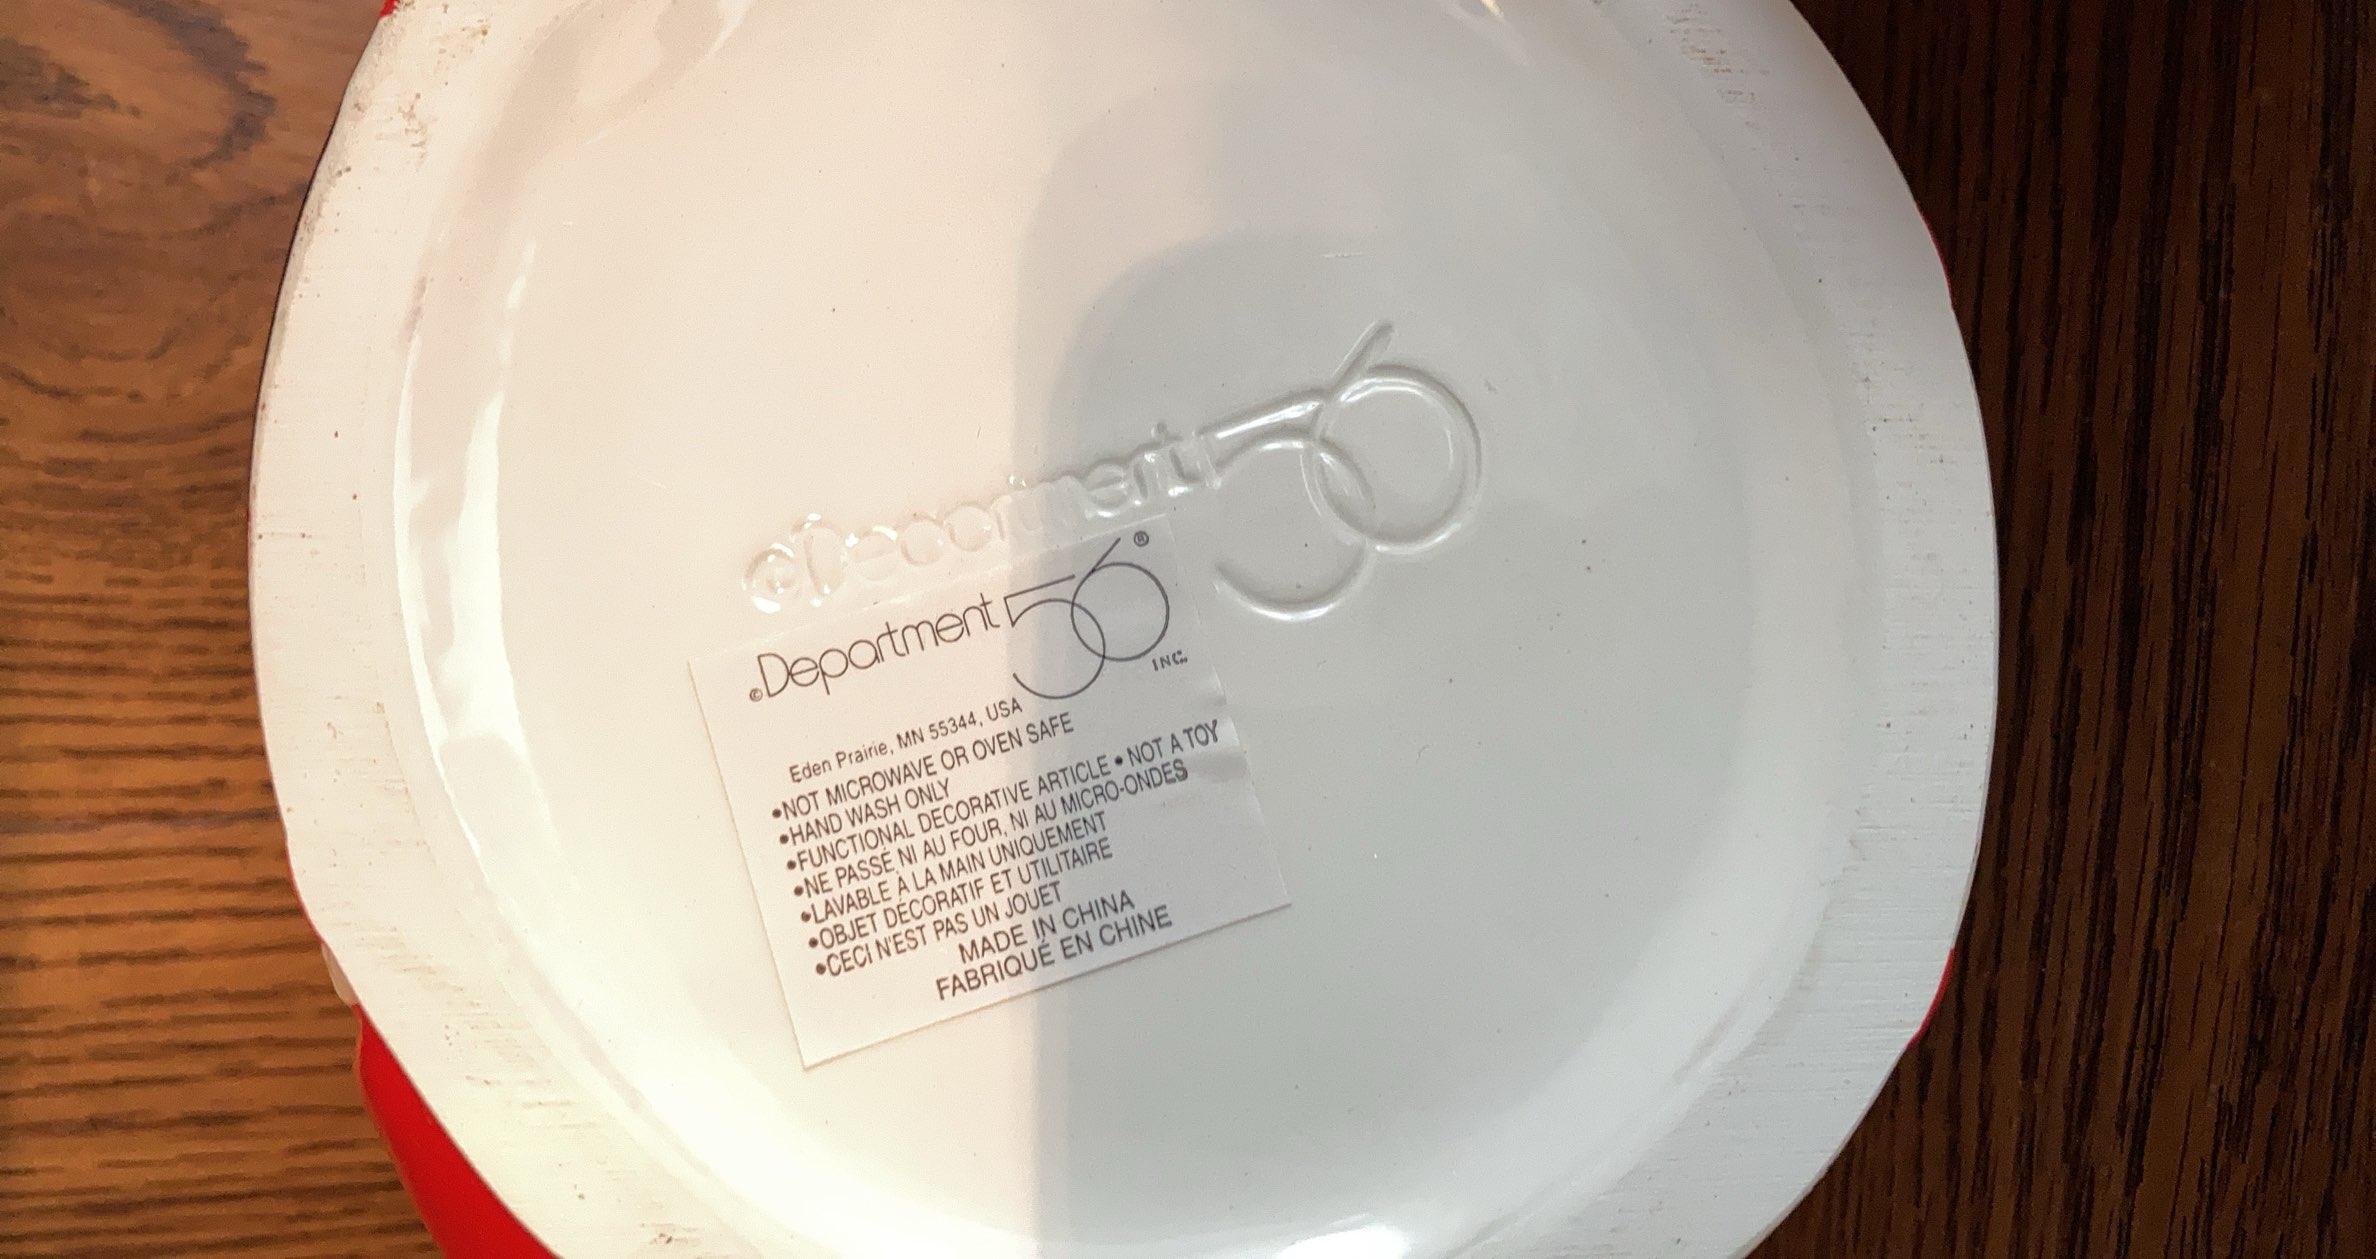 ©Department 56
©Department 56® INC.
Eden Prairie, MN 55344, USA
•NOT MICROWAVE OR OVEN SAFE
•HAND WASH ONLY
•FUNCTIONAL DECORATIVE ARTICLE • NOT A TOY
•NE PASSÉ NI AU FOUR, NI AU MICRO-ONDES
•LAVABLE À LA MAIN UNIQUEMENT
•OBJET DÉCORATIF ET UTILITAIRE
•CECI N'EST PAS UN JOUET
MADE IN CHINA
FABRIQUÉ EN CHINE